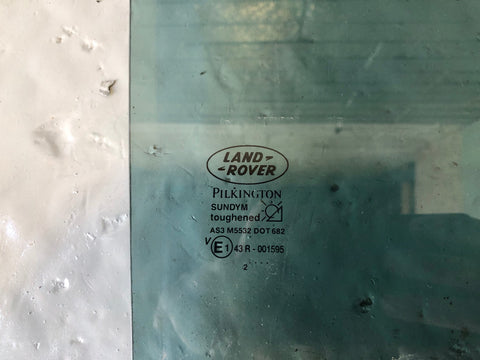 LAND
ROVER
PILKINGTON
SUNDYM
toughened
AS3 M5532 DOT 682
V E1 43 R - 001595
2